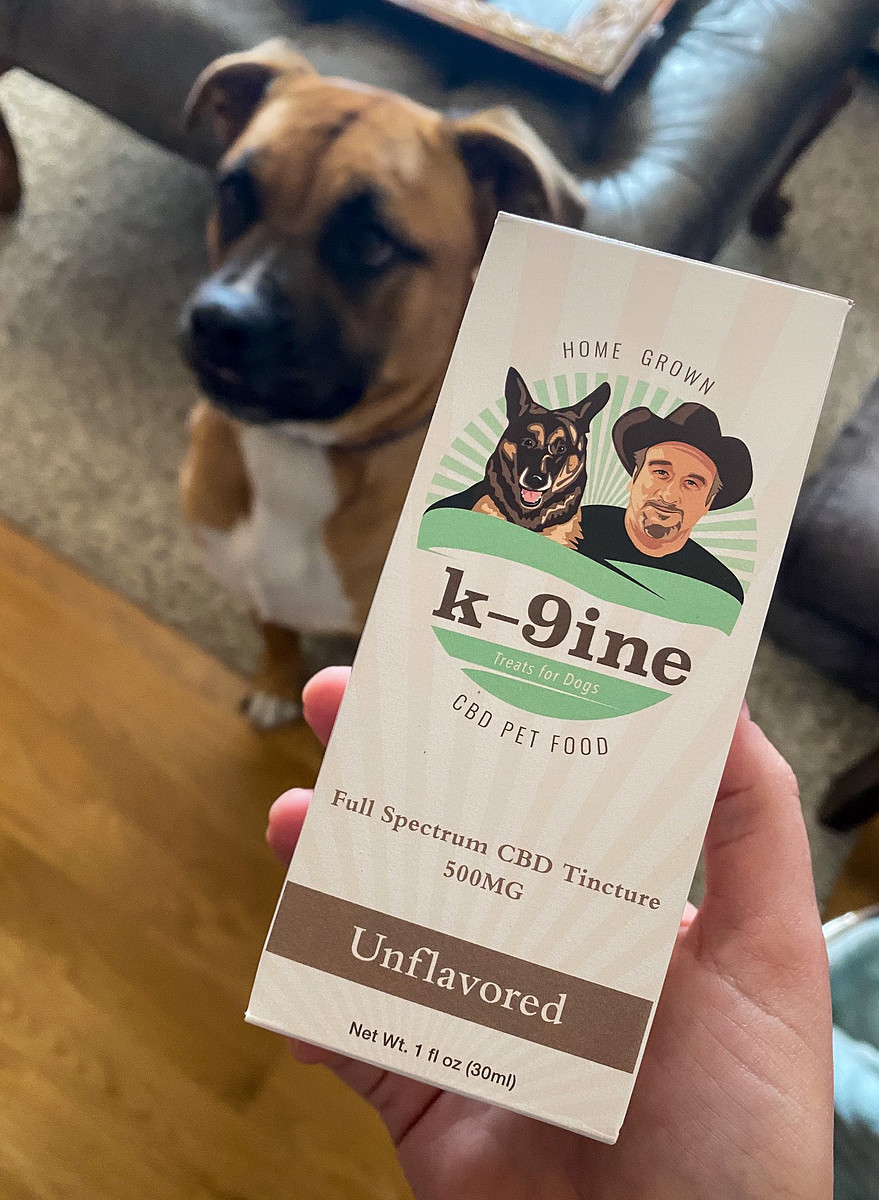 HOME GROWN
k-9ine
Treats for Dogs
CBD PET FOOD
Full Spectrum CBD Tincture
500MG
Unflavored
Net Wt. 1 fl oz (30ml)